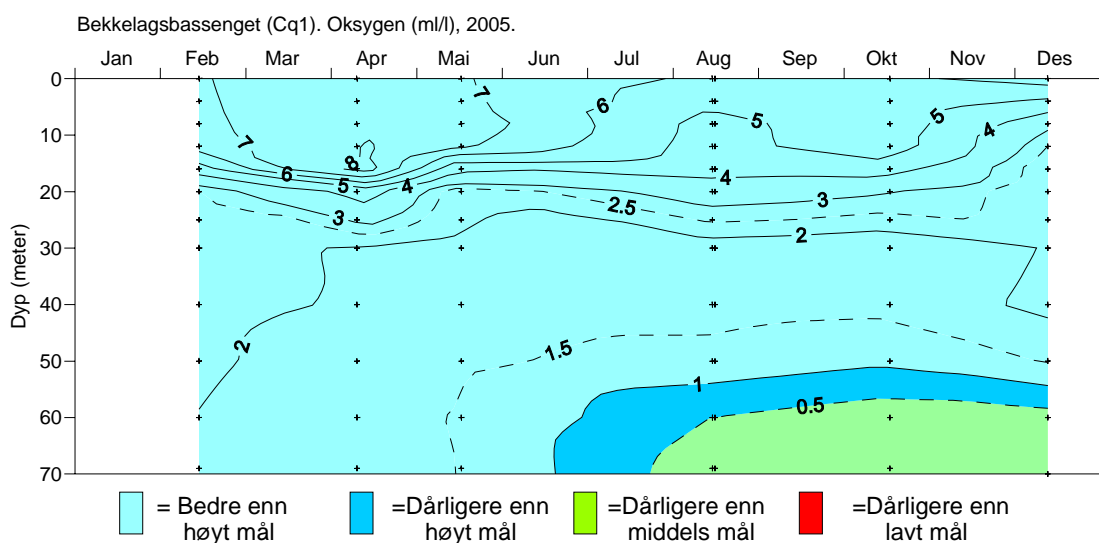 Bekkelagsbassenget (Cq1). Oksygen (ml/l), 2005.
Jan Feb Mar Apr Mai Jun Jul Aug Sep Okt Nov Des
0
10
20
30
40
50
60
70
Dyp (meter)
7
7
6
5
5
4
8
6
5
4
4
3
3
2.5
2
2
1.5
1
0.5
= Bedre enn
høyt mål
=Dårligere enn
høyt mål
=Dårligere enn
middels mål
=Dårligere enn
lavt mål